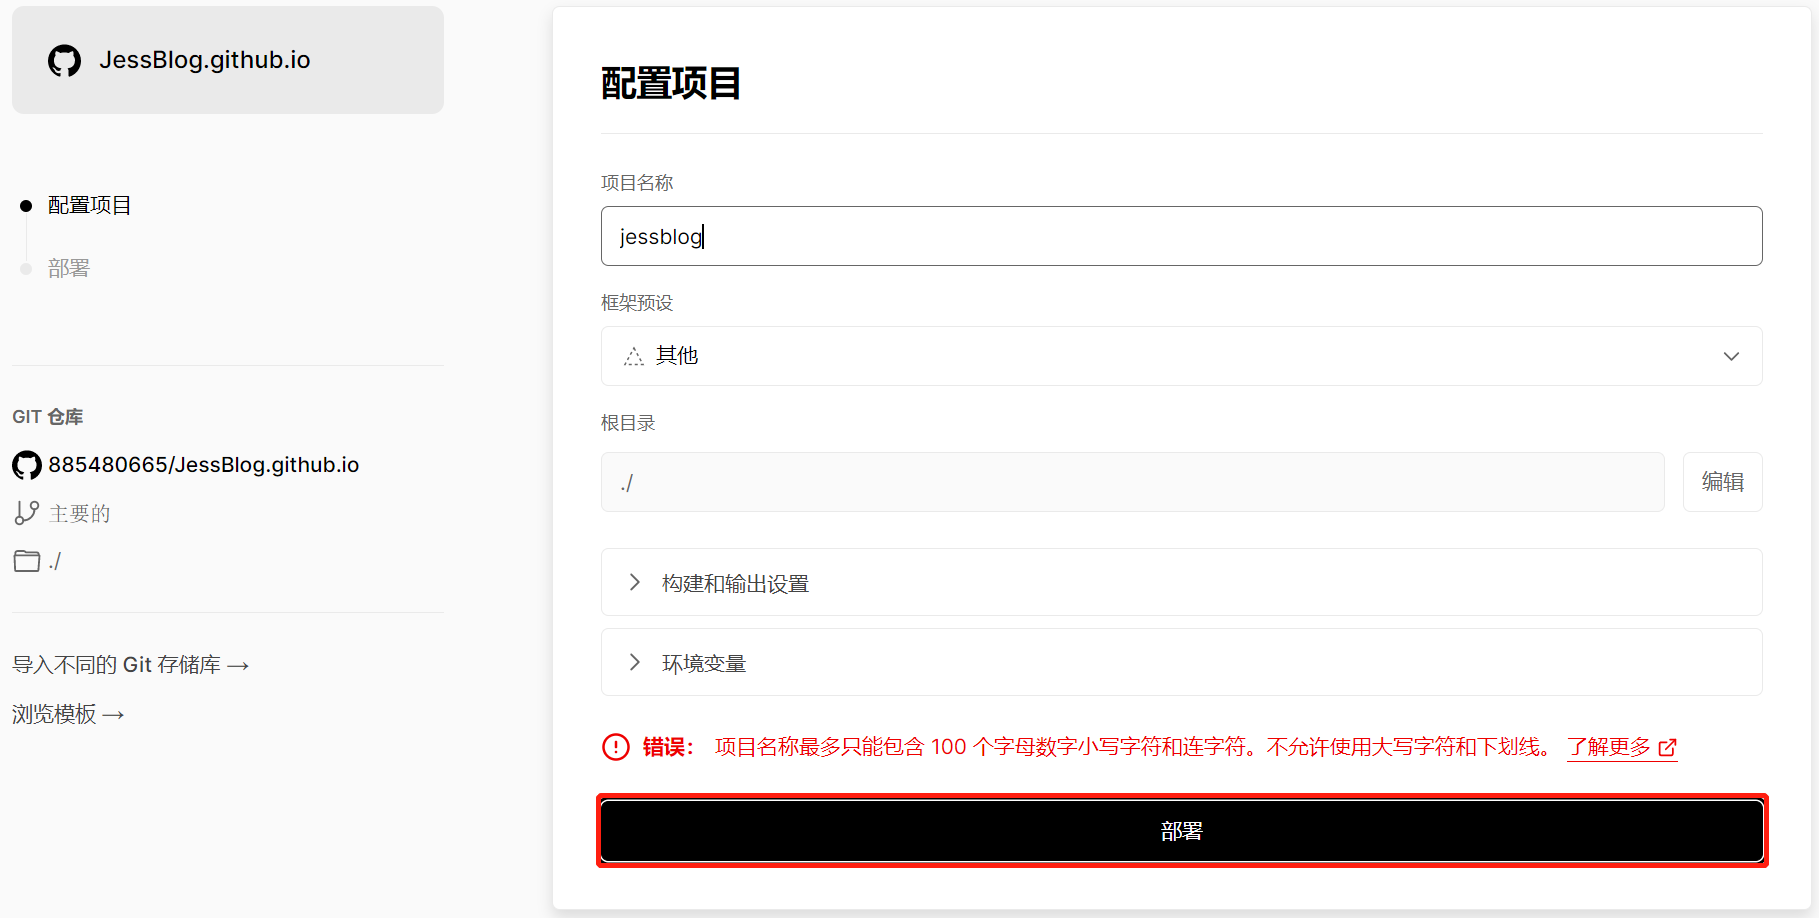 JessBlog.github.io
配置项目
部署
GIT 仓库
885480665/JessBlog.github.io
主要的
./
导入不同的 Git 存储库 →
浏览模板 →
配置项目
项目名称
jessblog
框架预设
其他
根目录
./
编辑
构建和输出设置
环境变量
错误： 项目名称最多只能包含 100 个字母数字小写字符和连字符。不允许使用大写字符和下划线。 了解更多
部署